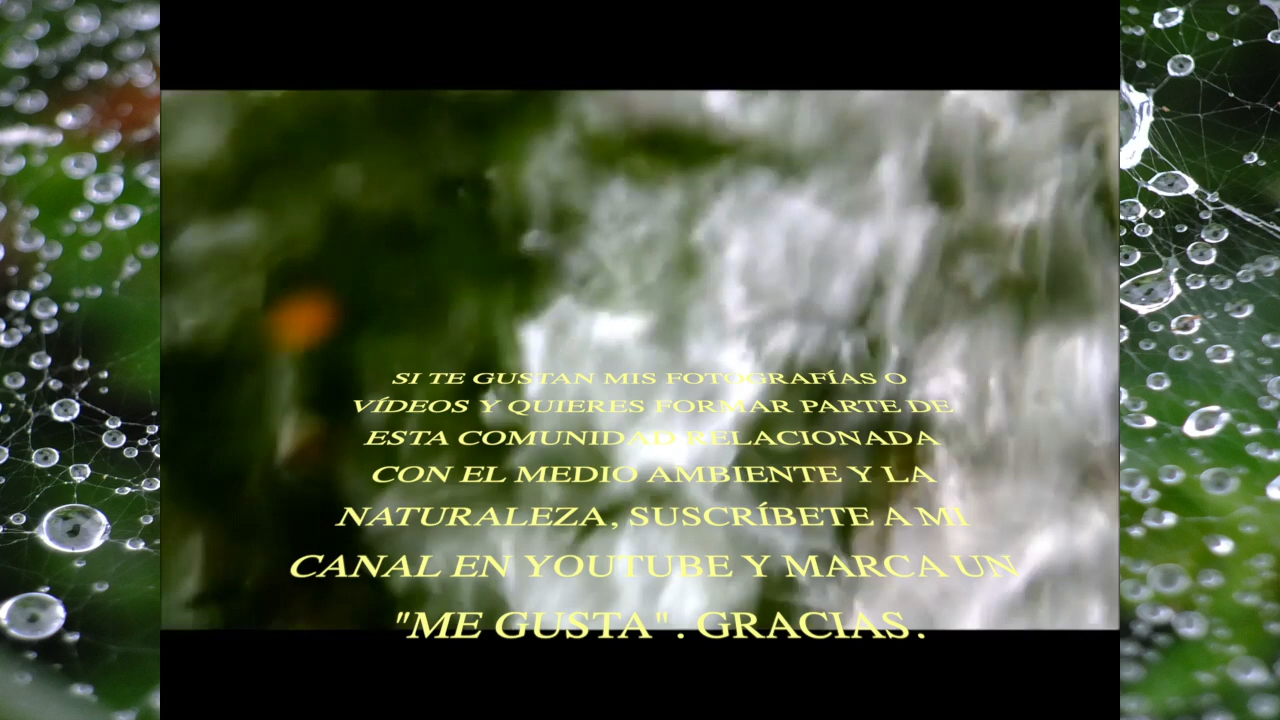 SI TE GUSTAN MIS FOTOGRAFÍAS O
VÍDEOS Y QUIERES FORMAR PARTE DE
ESTA COMUNIDAD RELACIONADA
CON EL MEDIO AMBIENTE Y LA
NATURALEZA, SUSCRÍBETE A MI
CANAL EN YOUTUBE Y MARCA UN
"ME GUSTA". GRACIAS.